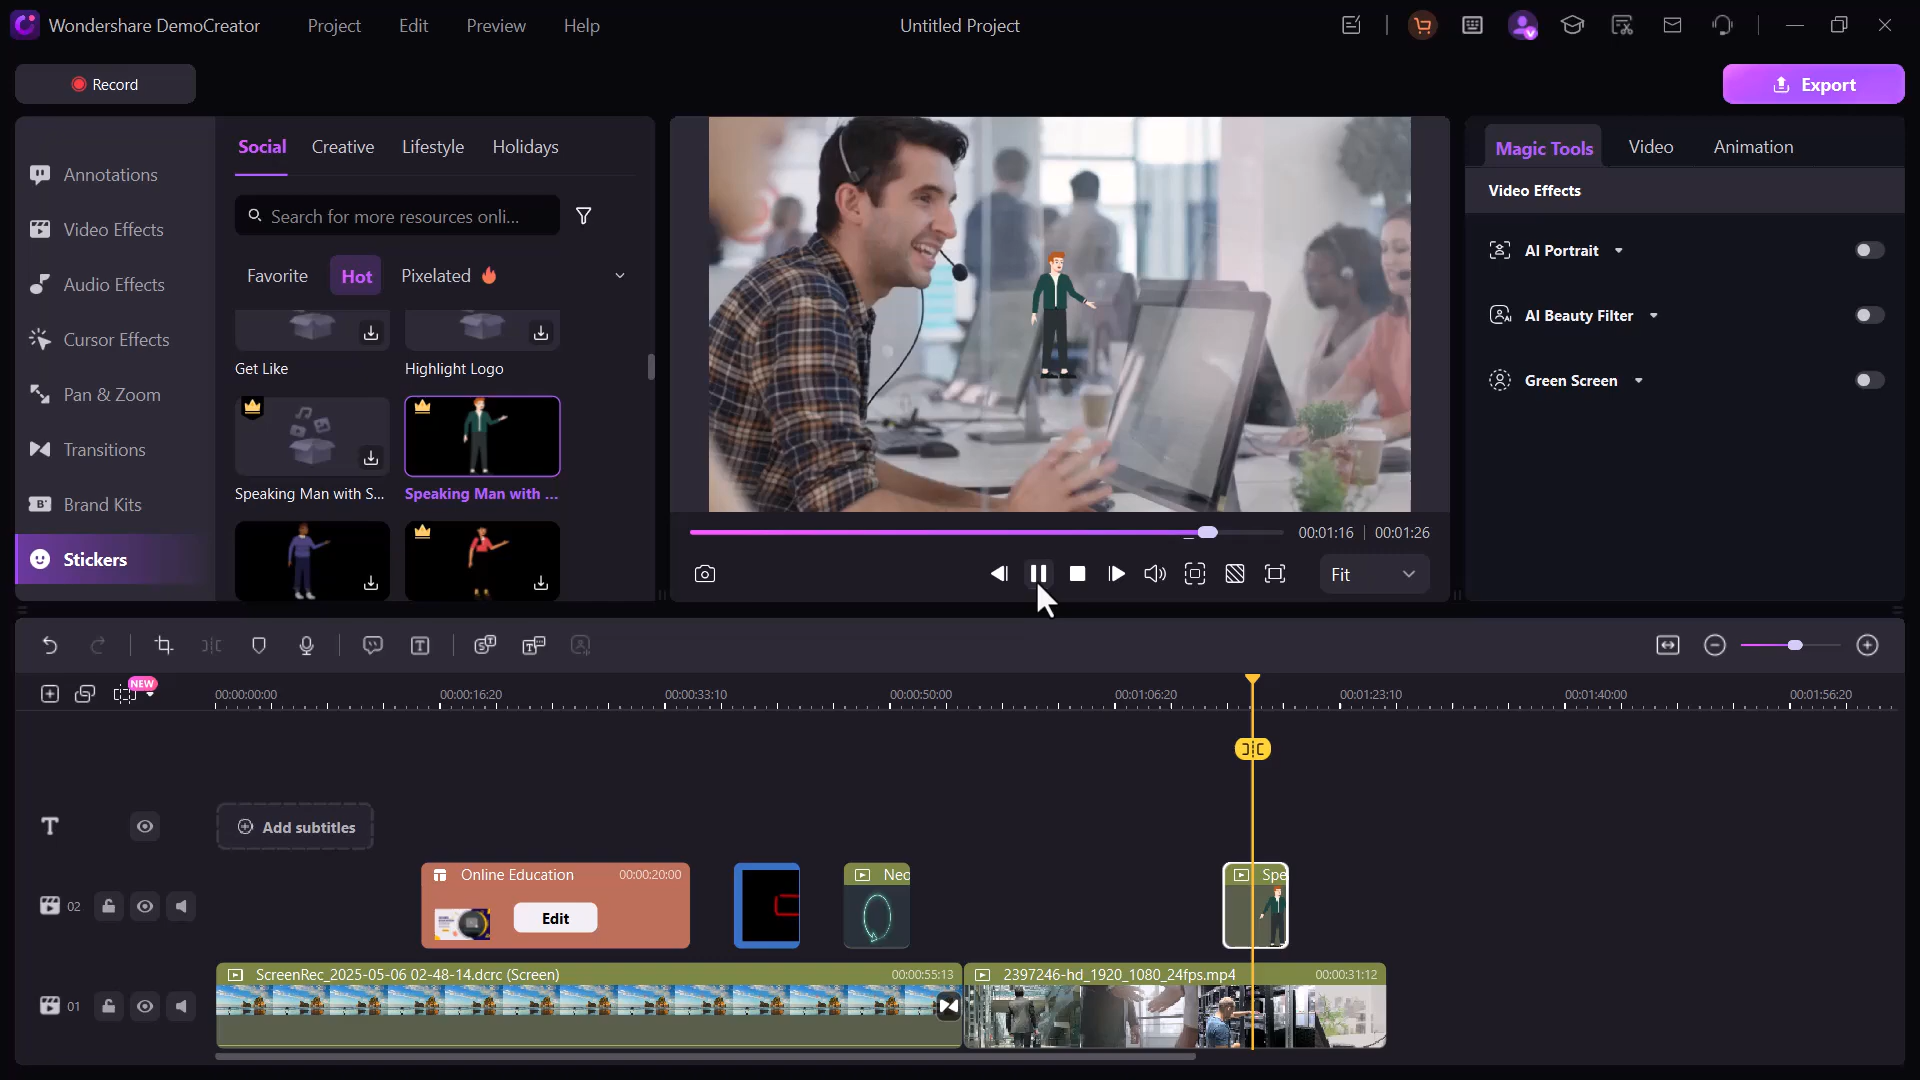 Wondershare DemoCreator
Project
Edit
Preview
Help
Untitled Project
Record
Export
Annotations
Video Effects
Audio Effects
Cursor Effects
Pan & Zoom
Transitions
Brand Kits
Stickers
Social
Creative
Lifestyle
Holidays
Search for more resources onli...
Favorite
Hot
Pixelated
Get Like
Highlight Logo
Speaking Man with S...
Speaking Man with ...
00:01:16 | 00:01:26
Fit
Magic Tools
Video
Animation
Video Effects
AI Portrait
AI Beauty Filter
Green Screen
NEW
00:00:00:00
00:00:16:20
00:00:33:10
00:00:50:00
00:01:06:20
00:01:23:10
00:01:40:00
00:01:56:20
Add subtitles
02
Online Education
00:00:20:00
Edit
Neo
Spe
01
ScreenRec_2025-05-06 02-48-14.dcrc (Screen)
00:00:55:13
2397246-hd_1920_1080_24fps.mp4
00:00:31:12